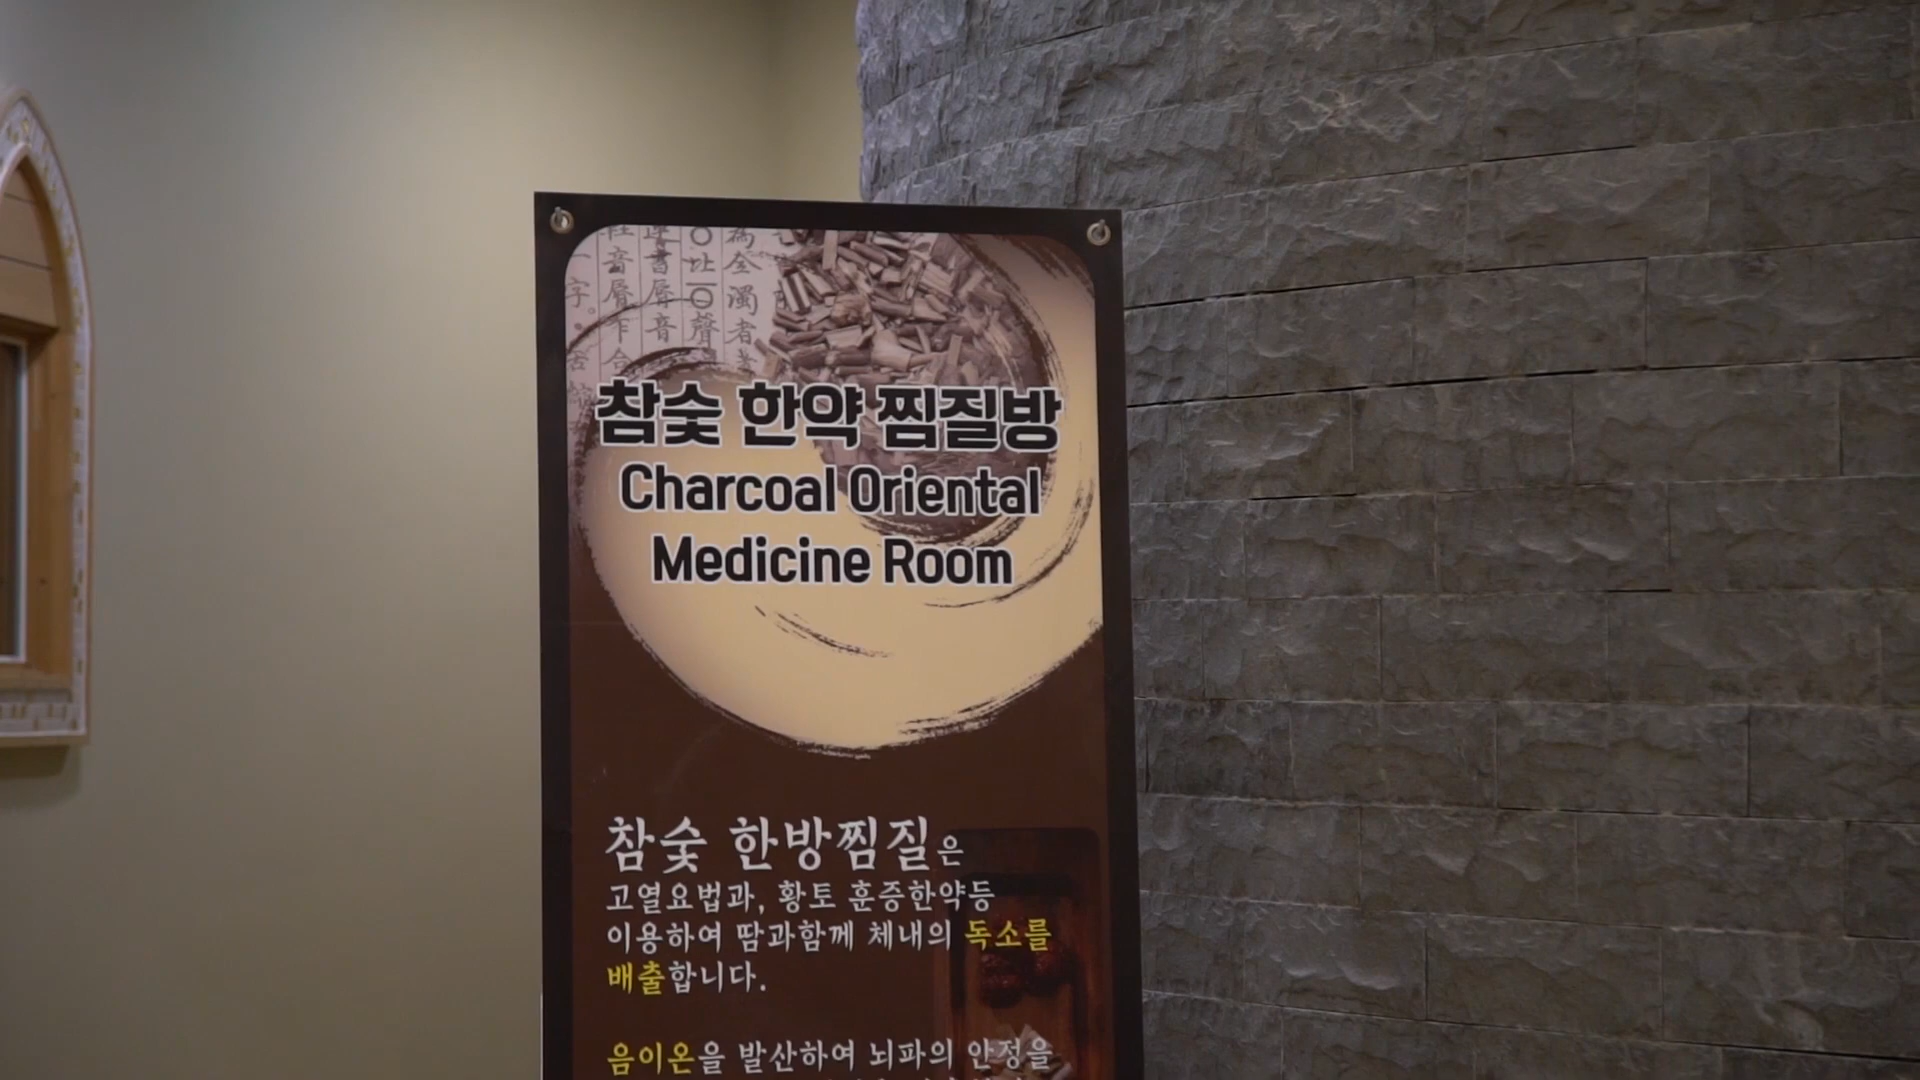 참숯 한약 찜질방
Charcoal Oriental
Medicine Room
참숯 한방찜질은
고열요법과, 황토 훈증한약등
이용하여 땀과함께 체내의 독소를
배출합니다.
음이온을 발산하여 뇌파의 안정을